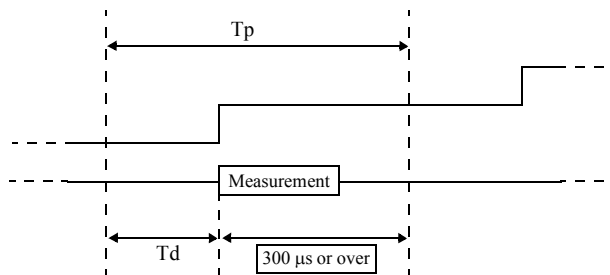 Tp
Measurement
Td
300 μs or over